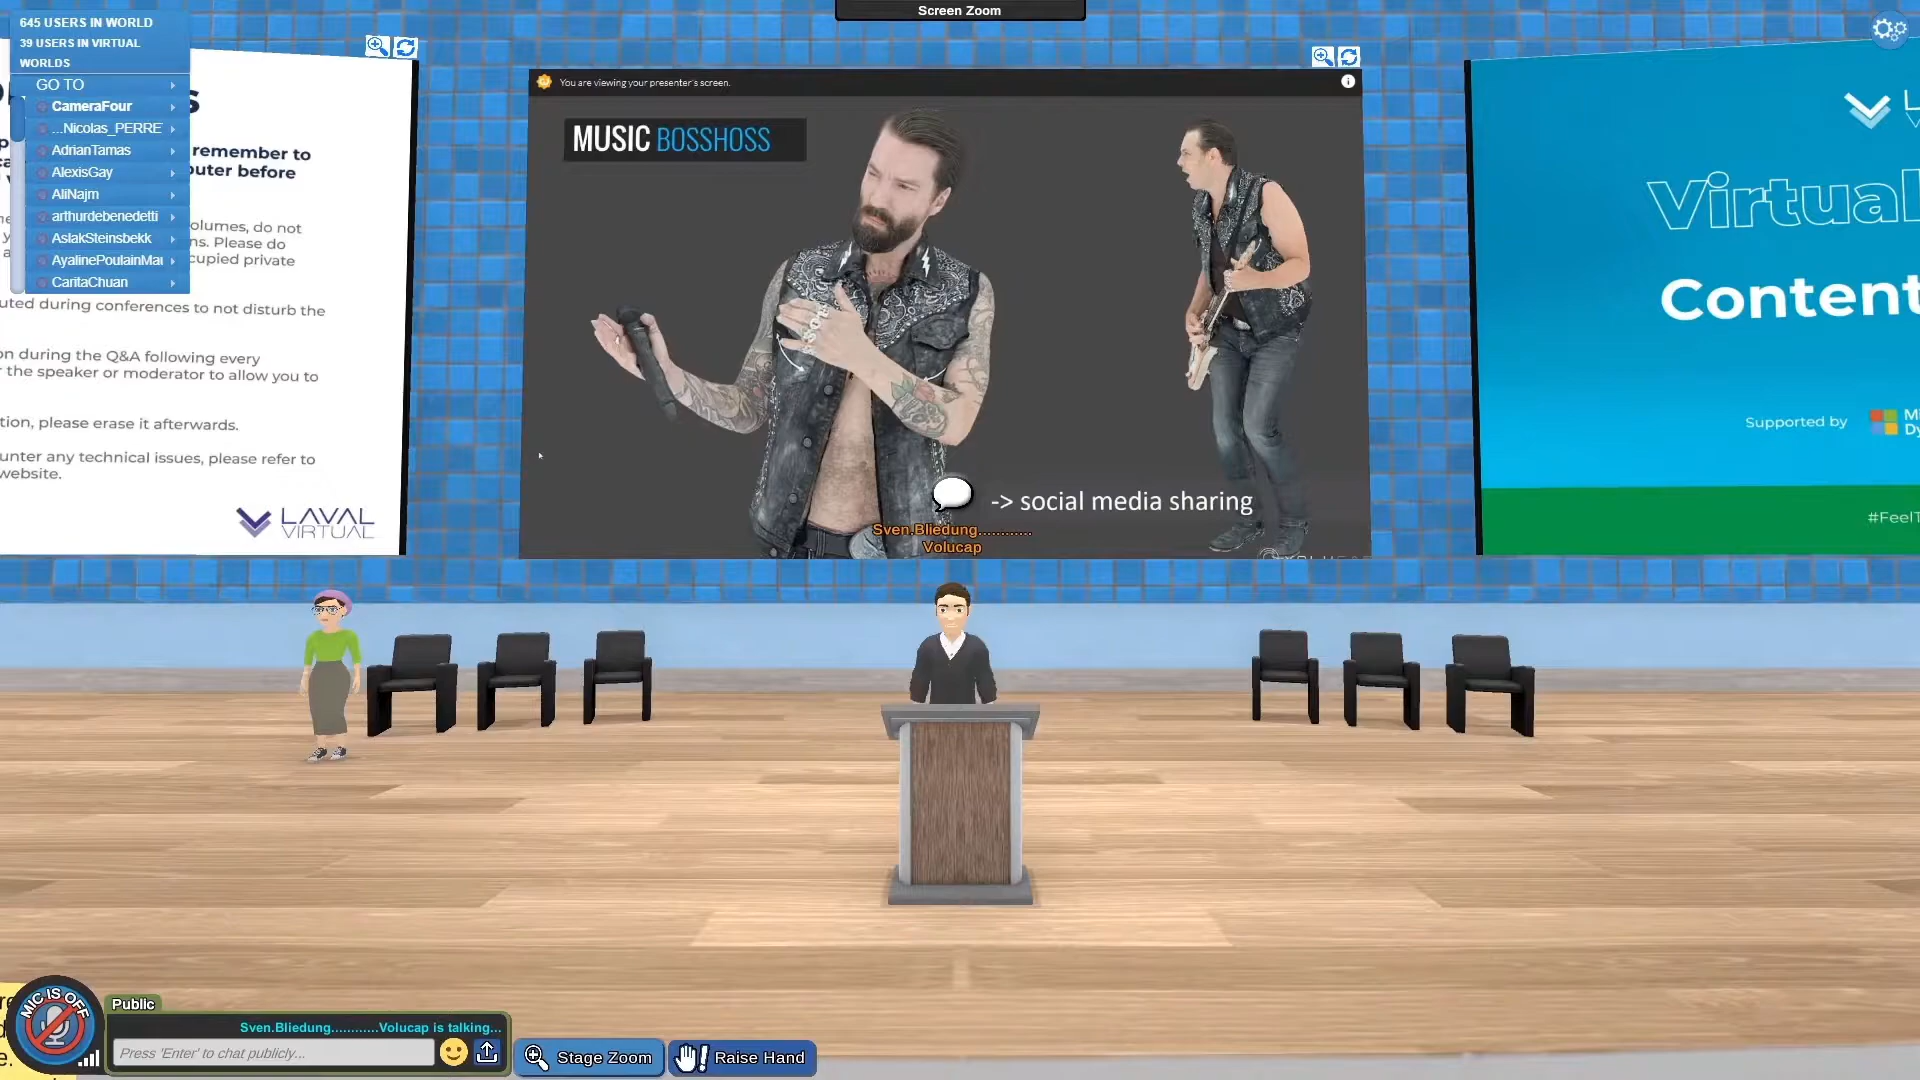 Screen Zoom
645 USERS IN WORLD
39 USERS IN VIRTUAL
WORLDS
GO TO
CameraFour
...Nicolas_PERRE
AdrianTamas
AlexisGay
AliNajm
arthurdebenedetti
AslakSteinsbekk
AyalinePoulainMau
CaritaChuan
remember to
uter before
olumes, do not
ns. Please do
cupied private
uted during conferences to not disturb the
on during the Q&A following every
the speaker or moderator to allow you to
tion, please erase it afterwards.
unter any technical issues, please refer to
website.
LAVAL
VIRTUAL
You are viewing your presenter's screen.
MUSIC BOSSHOSS
-> social media sharing
Sven.Bliedung............
Volucap
Virtual
Content
Supported by
#FeelT
MIC IS OFF
Public
Sven.Bliedung............Volucap is talking...
Press 'Enter' to chat publicly...
Stage Zoom
Raise Hand